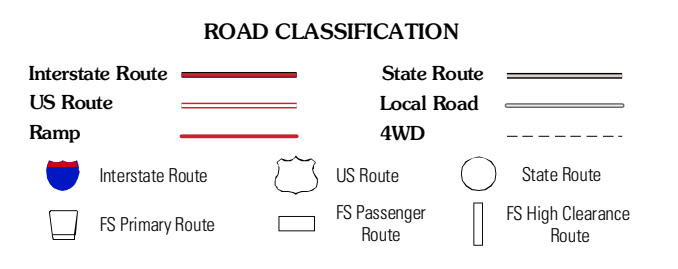 ROAD CLASSIFICATION
Interstate Route
State Route
US Route
Local Road
Ramp
4WD
Interstate Route
US Route
State Route
FS Primary Route
FS Passenger
Route
FS High Clearance
Route